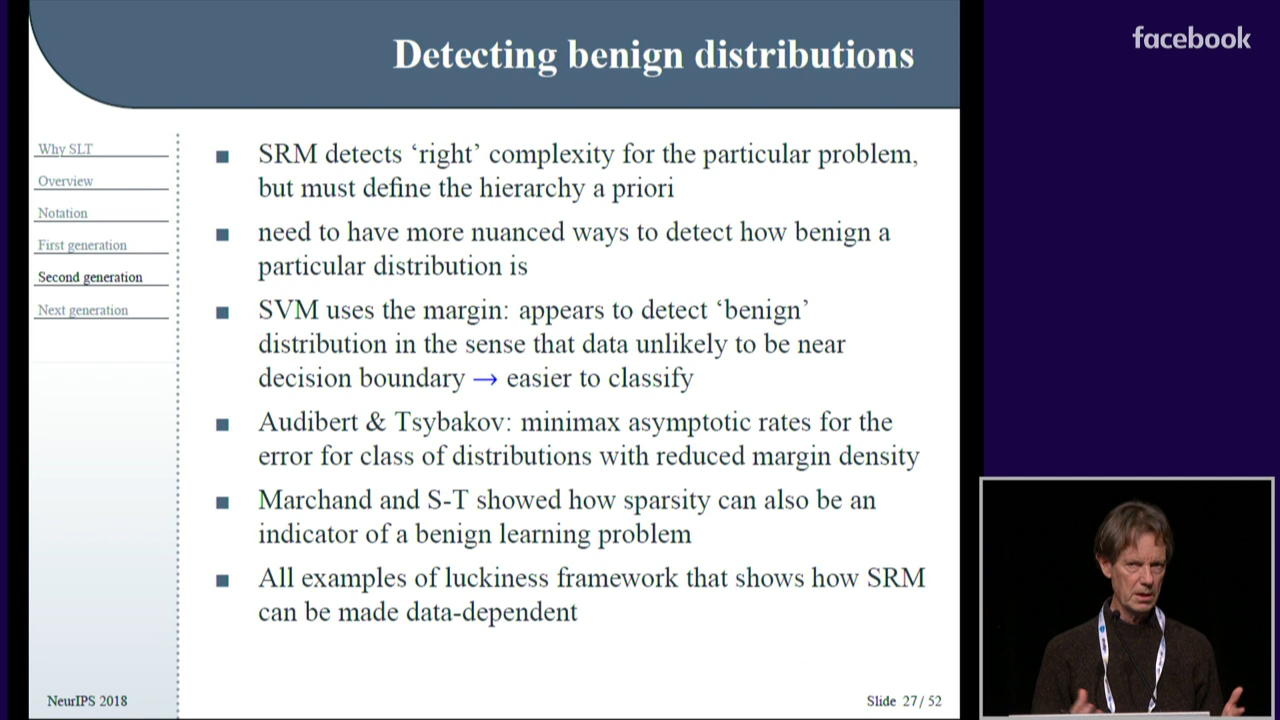 Detecting benign distributions
facebook
Why SLT
Overview
Notation
First generation
Second generation
Next generation
■ SRM detects ‘right’ complexity for the particular problem,
but must define the hierarchy a priori
■ need to have more nuanced ways to detect how benign a
particular distribution is
■ SVM uses the margin: appears to detect ‘benign’
distribution in the sense that data unlikely to be near
decision boundary → easier to classify
■ Audibert & Tsybakov: minimax asymptotic rates for the
error for class of distributions with reduced margin density
■ Marchand and S-T showed how sparsity can also be an
indicator of a benign learning problem
■ All examples of luckiness framework that shows how SRM
can be made data-dependent
NeurIPS 2018
Slide 27/ 52